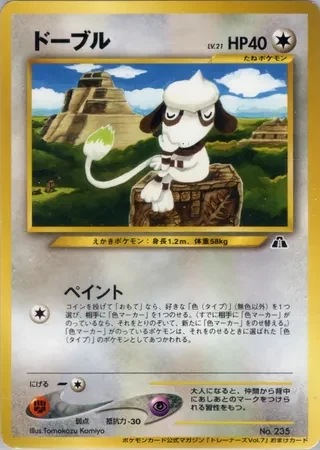 ドーブル
LV.21 HP40
たねポケモン
えかきポケモン：身長1.2m、体重58kg
ペイント
コインを投げて「おもて」なら、好きな「色(タイプ)」(無色以外)を1つ
選び、相手に「色マーカー」を1つのせる。(すでに相手に「色マーカー」
がのっているなら、それをとりのぞいて、新たに「色マーカー」をのせ替える。)
「色マーカー」がのっているポケモンは、それをのせるときに選ばれた「色
(タイプ)」のポケモンとしてあつかわれる。
にげる
弱点 抵抗力 -30
大人になると、仲間から背中
にあしあとのマークをつけら
れる習性をもつ。
Illus.Tomokazu Komiya
No. 235
ポケモンカード公式マガジン「トレーナーズVol.7」おまけカード